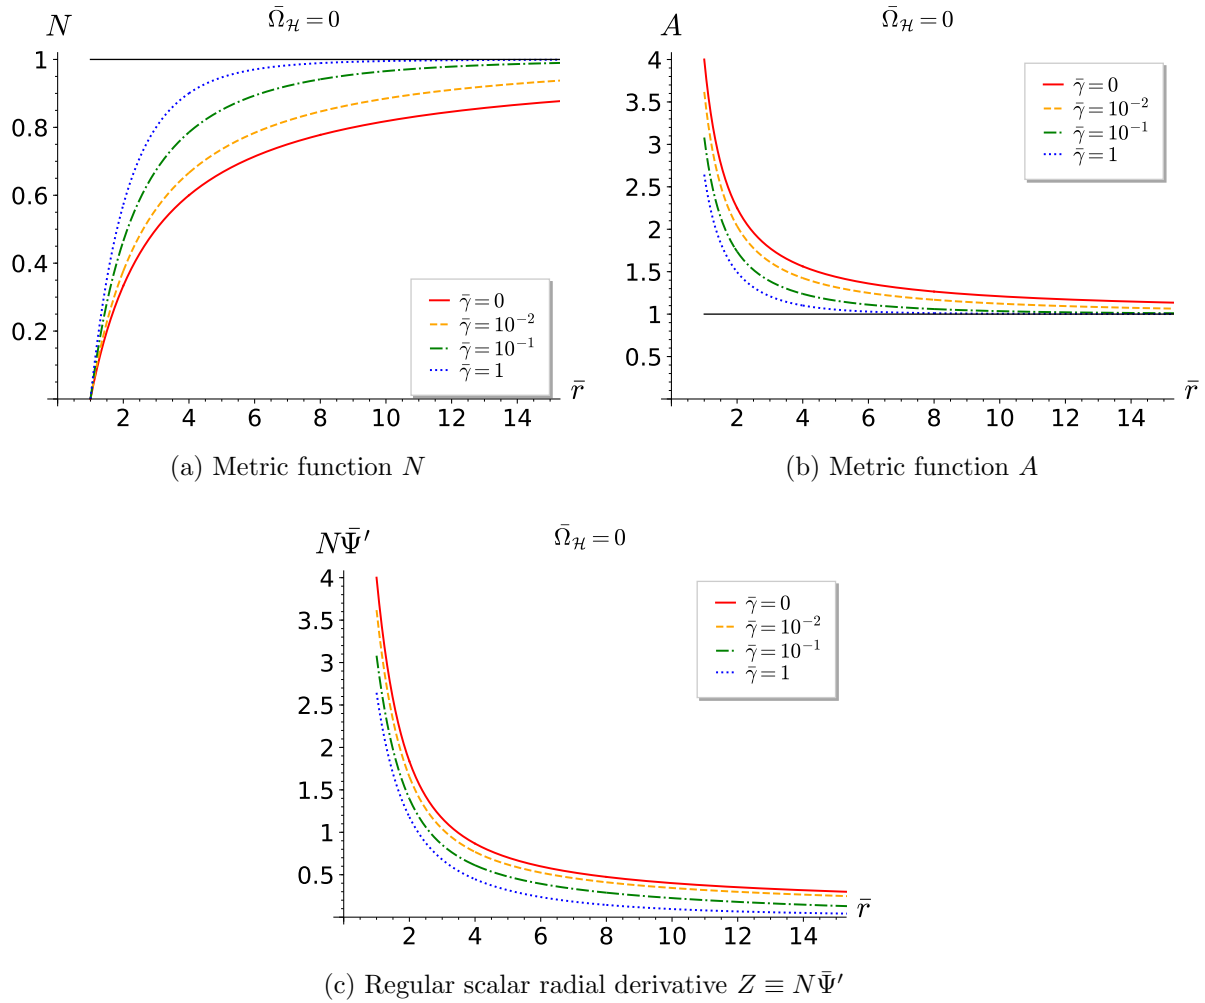 N
Ω̄_ℋ = 0
1
0.8
0.6
0.4
0.2
γ̄ = 0
γ̄ = 10⁻²
γ̄ = 10⁻¹
γ̄ = 1
r̄
2 4 6 8 10 12 14
(a) Metric function N
A
Ω̄_ℋ = 0
4
3.5
3
2.5
2
1.5
1
0.5
γ̄ = 0
γ̄ = 10⁻²
γ̄ = 10⁻¹
γ̄ = 1
r̄
2 4 6 8 10 12 14
(b) Metric function A
NΨ̄′
Ω̄_ℋ = 0
4
3.5
3
2.5
2
1.5
1
0.5
γ̄ = 0
γ̄ = 10⁻²
γ̄ = 10⁻¹
γ̄ = 1
r̄
2 4 6 8 10 12 14
(c) Regular scalar radial derivative Z ≡ NΨ̄′